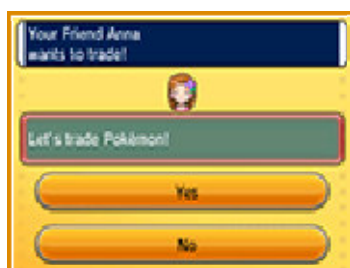 Your Friend Anna
wants to trade!
Let's trade Pokémon!
Yes
No